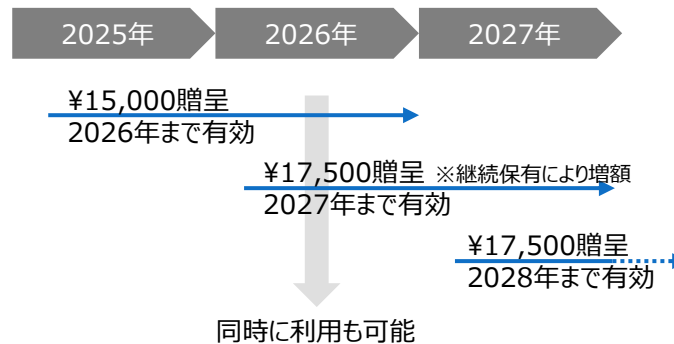 2025年
2026年
2027年
¥15,000贈呈
2026年まで有効
¥17,500贈呈 ※継続保有により増額
2027年まで有効
¥17,500贈呈
2028年まで有効
同時に利用も可能